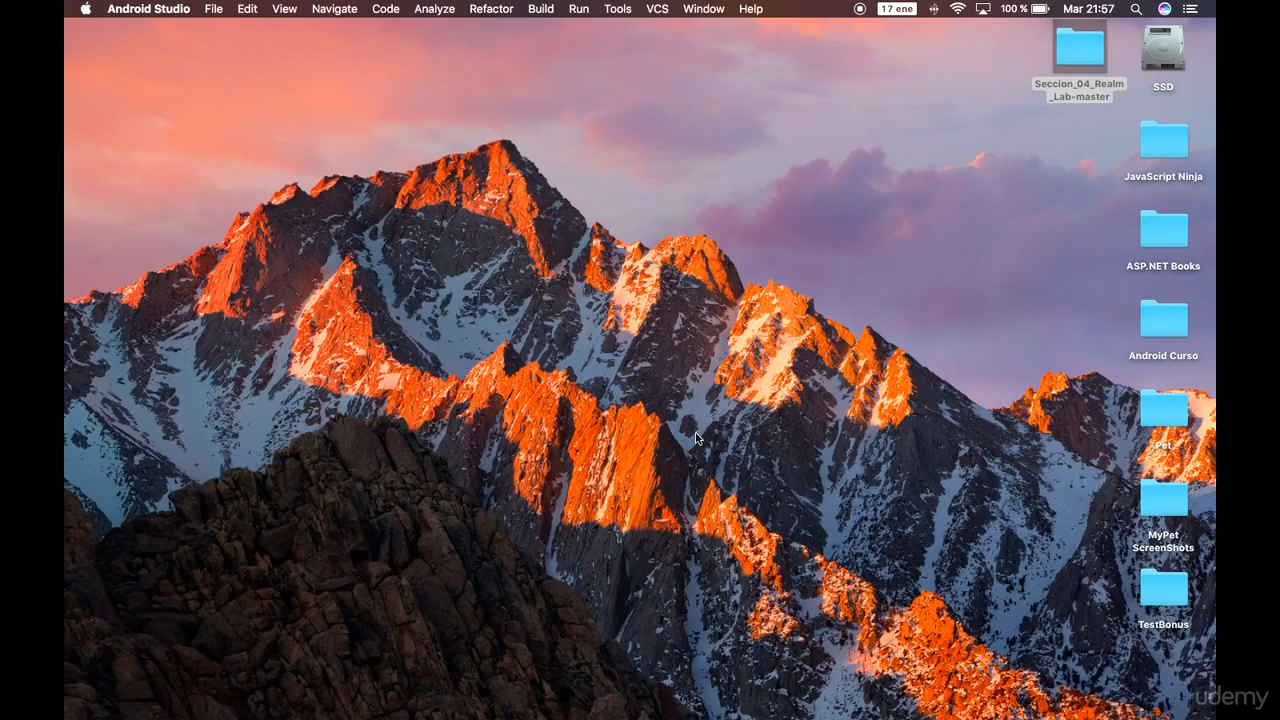 Android Studio File Edit View Navigate Code Analyze Refactor Build Run Tools VCS Window Help 17 ene 100 % Mar 21:57
Seccion_04_Realm
_Lab-master
SSD
JavaScript Ninja
ASP.NET Books
Android Curso
Pet
MyPet
ScreenShots
TestBonus
udemy